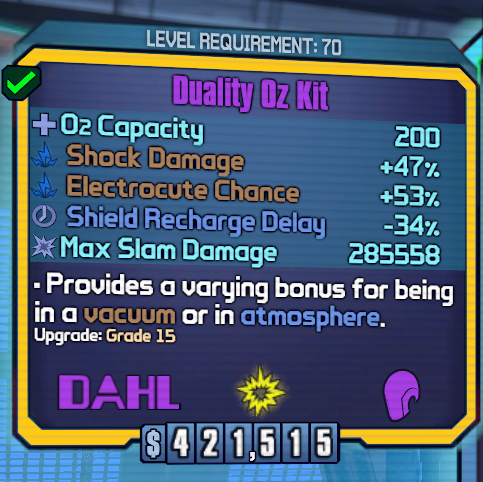 LEVEL REQUIREMENT: 70
Duality Oz Kit
O2 Capacity 200
Shock Damage +47%
Electrocute Chance +53%
Shield Recharge Delay -34%
Max Slam Damage 285558
• Provides a varying bonus for being
in a vacuum or in atmosphere.
Upgrade: Grade 15
DAHL
$421,515